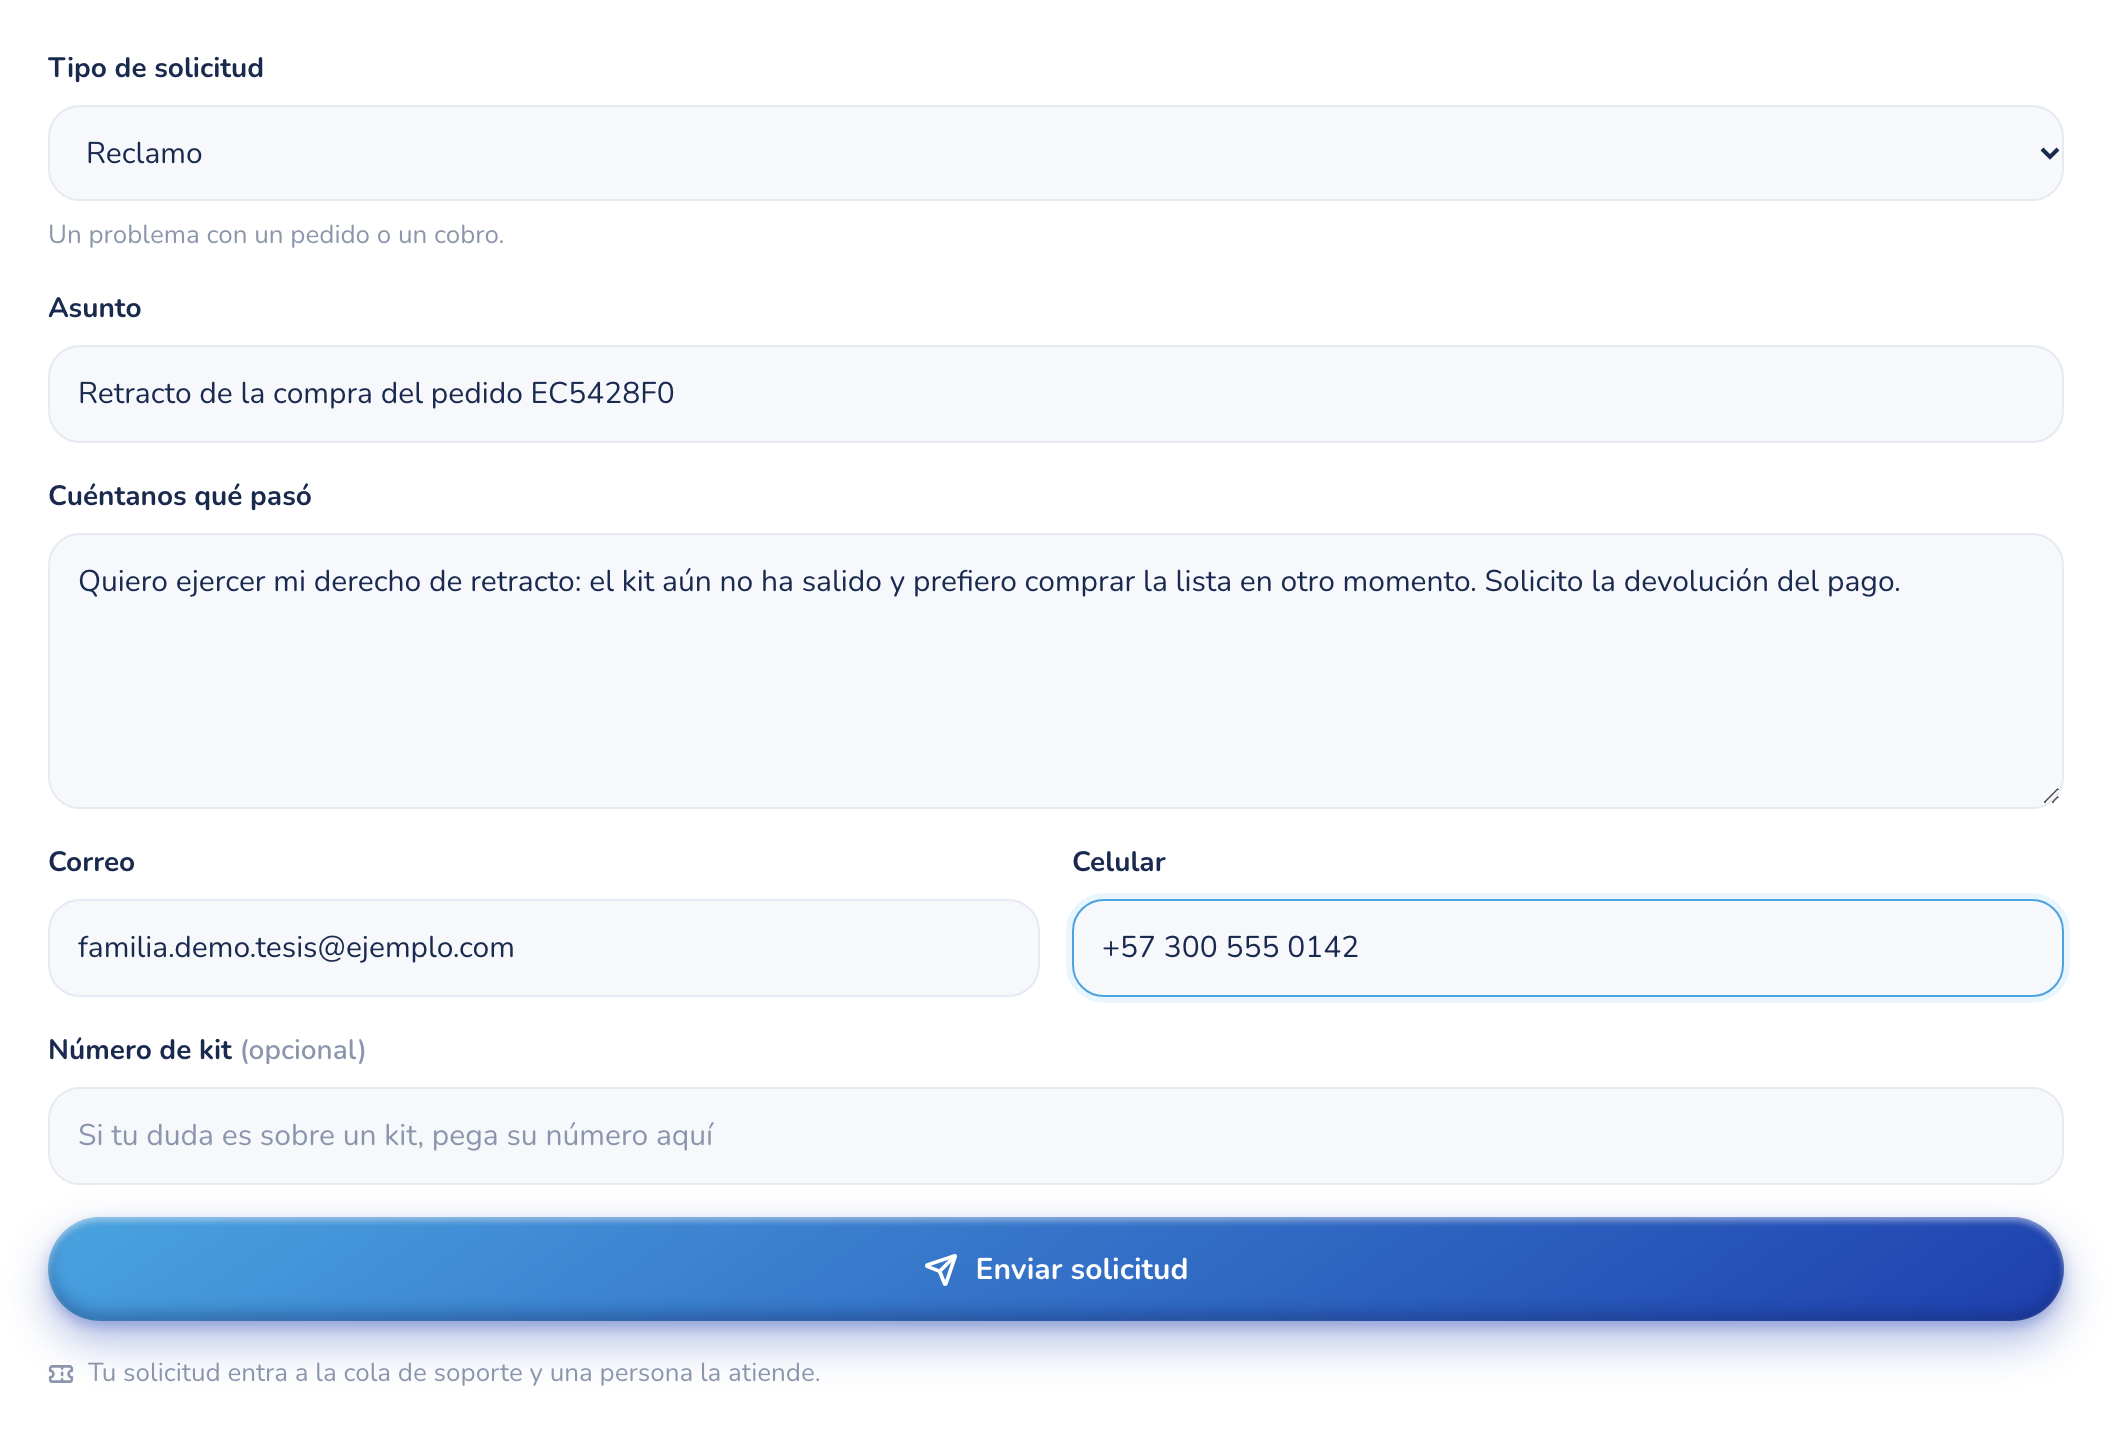 Tipo de solicitud
Reclamo
Un problema con un pedido o un cobro.
Asunto
Retracto de la compra del pedido EC5428F0
Cuéntanos qué pasó
Quiero ejercer mi derecho de retracto: el kit aún no ha salido y prefiero comprar la lista en otro momento. Solicito la devolución del pago.
Correo
Celular
familia.demo.tesis@ejemplo.com
+57 300 555 0142
Número de kit (opcional)
Si tu duda es sobre un kit, pega su número aquí
Enviar solicitud
Tu solicitud entra a la cola de soporte y una persona la atiende.